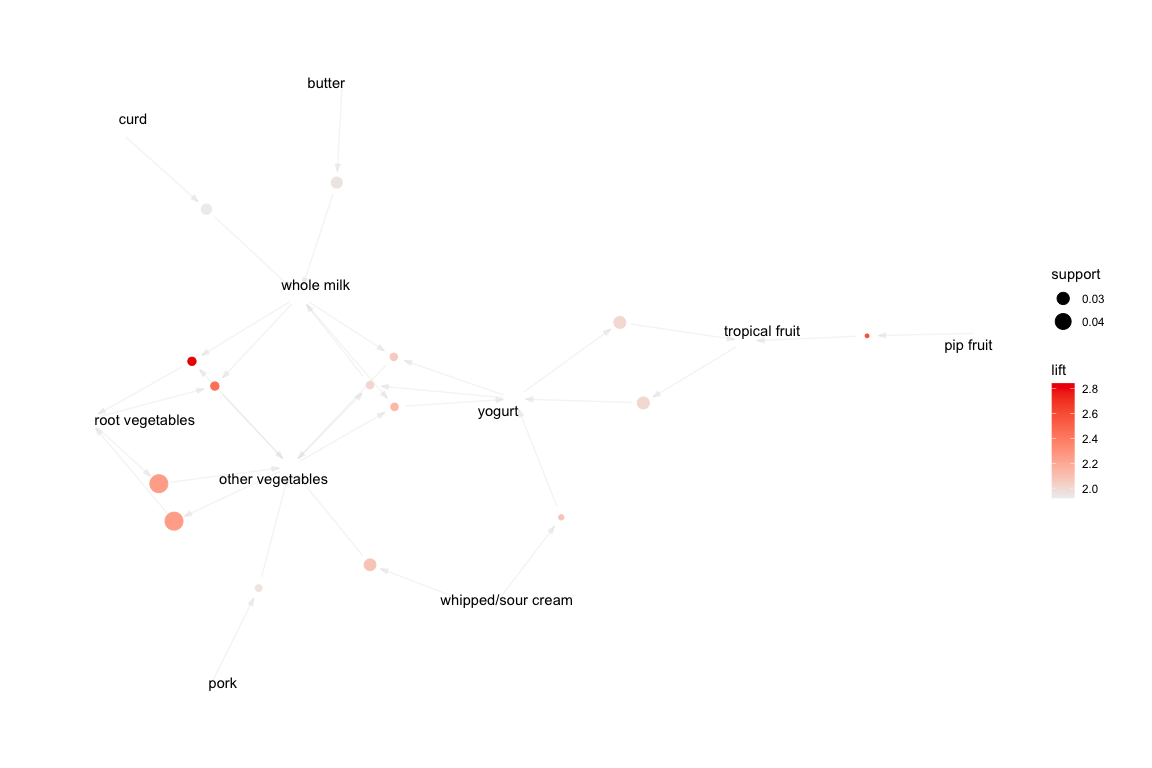 butter
curd
whole milk
tropical fruit
pip fruit
root vegetables
yogurt
other vegetables
whipped/sour cream
pork
support
0.03
0.04
lift
2.8
2.6
2.4
2.2
2.0